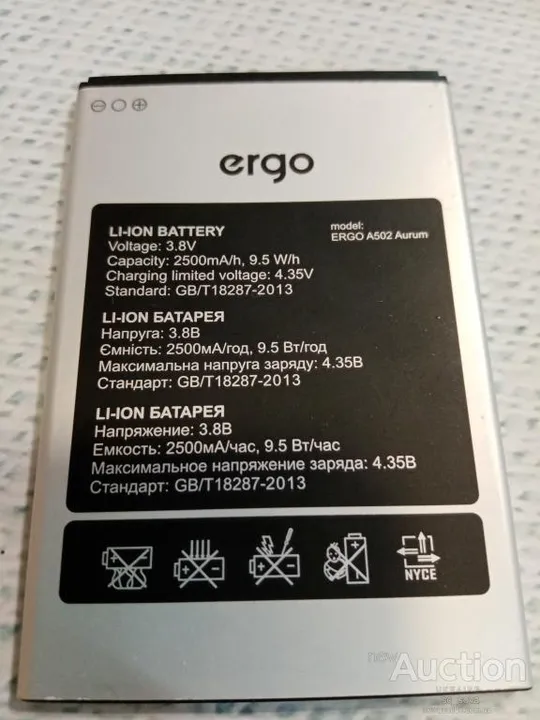 ergo
LI-ION BATTERY
Voltage: 3.8V
Capacity: 2500mA/h, 9.5 W/h
Charging limited voltage: 4.35V
Standard: GB/T18287-2013
model:
ERGO A502 Aurum
LI-ION БАТАРЕЯ
Напруга: 3.8В
Ємність: 2500мА/год, 9.5 Вт/год
Максимальна напруга заряду: 4.35В
Стандарт: GB/T18287-2013
LI-ION БАТАРЕЯ
Напряжение: 3.8В
Емкость: 2500мА/час, 9.5 Вт/час
Максимальное напряжение заряда: 4.35В
Стандарт: GB/T18287-2013
NYCE
Auction